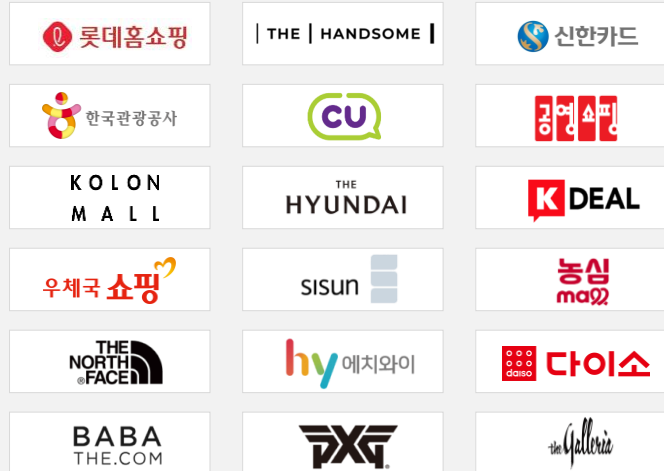 롯데홈쇼핑
THE HANDSOME
신한카드
한국관광공사
CU
공영쇼핑
KOLON
MALL
THE
HYUNDAI
K DEAL
우체국 쇼핑
sisun
농심
mall
THE
NORTH
FACE
®
hy 에치와이
daiso 다이소
BABA
THE.COM
PXG
the Galleria